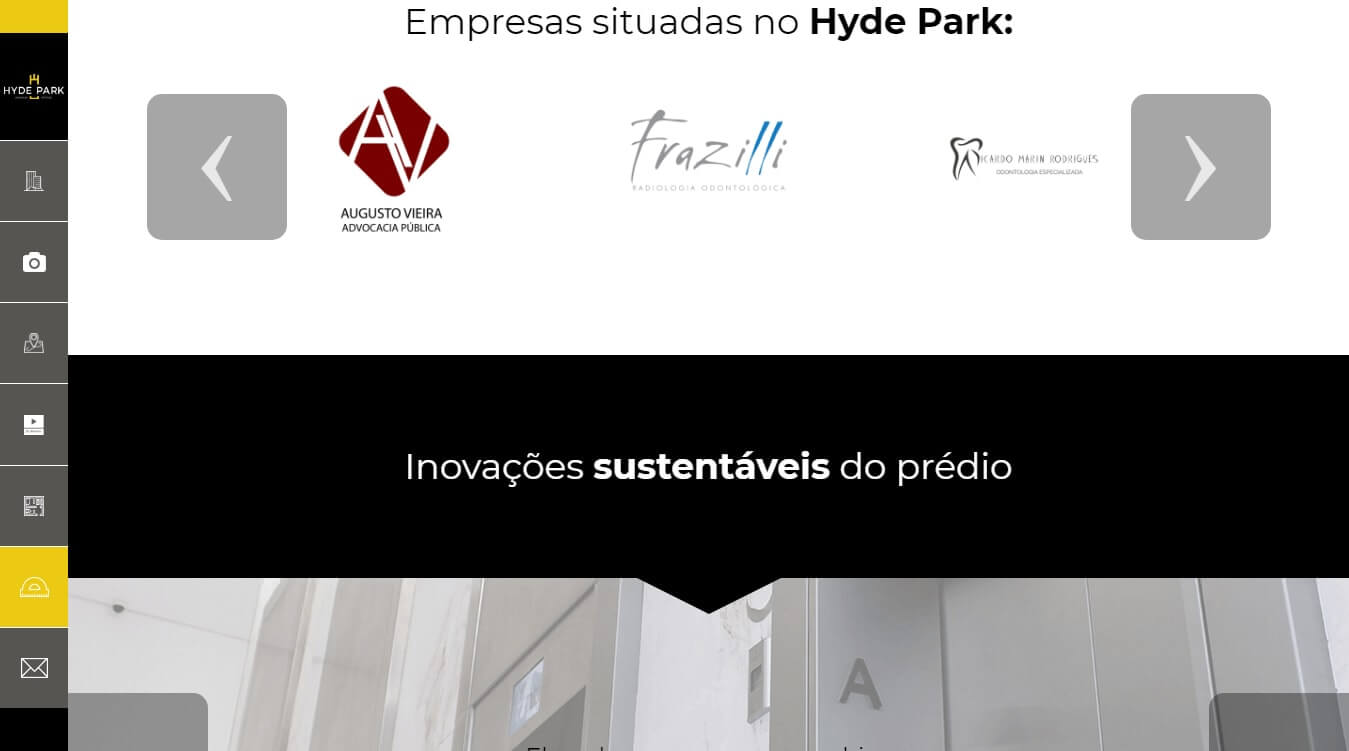 Empresas situadas no Hyde Park:
HYDE PARK
AV
AUGUSTO VIEIRA
ADVOCACIA PÚBLICA
Frazilli
RADIOLOGIA ODONTOLÓGICA
RICARDO MARIN RODRIGUES
ODONTOLOGIA ESPECIALIZADA
Inovações sustentáveis do prédio
A